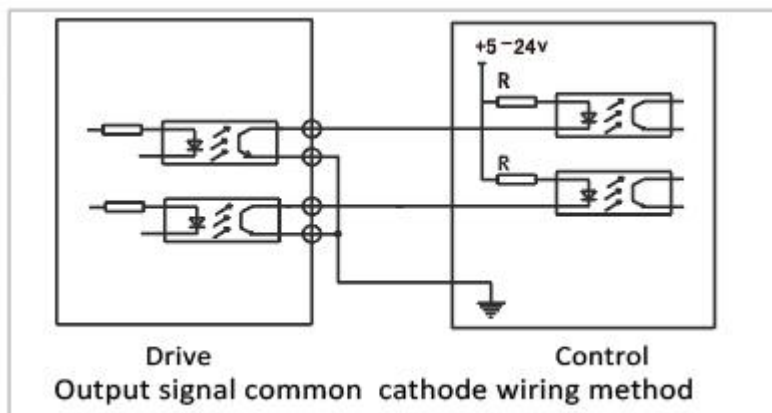 +5-24v
R
R
Drive
Control
Output signal common cathode wiring method